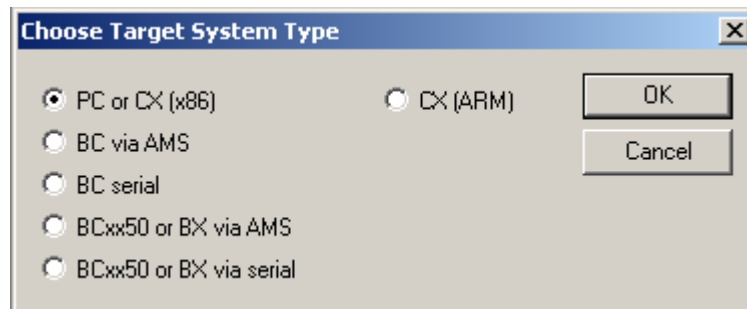 Choose Target System Type
PC or CX (x86)
CX (ARM)
OK
BC via AMS
Cancel
BC serial
BCxx50 or BX via AMS
BCxx50 or BX via serial